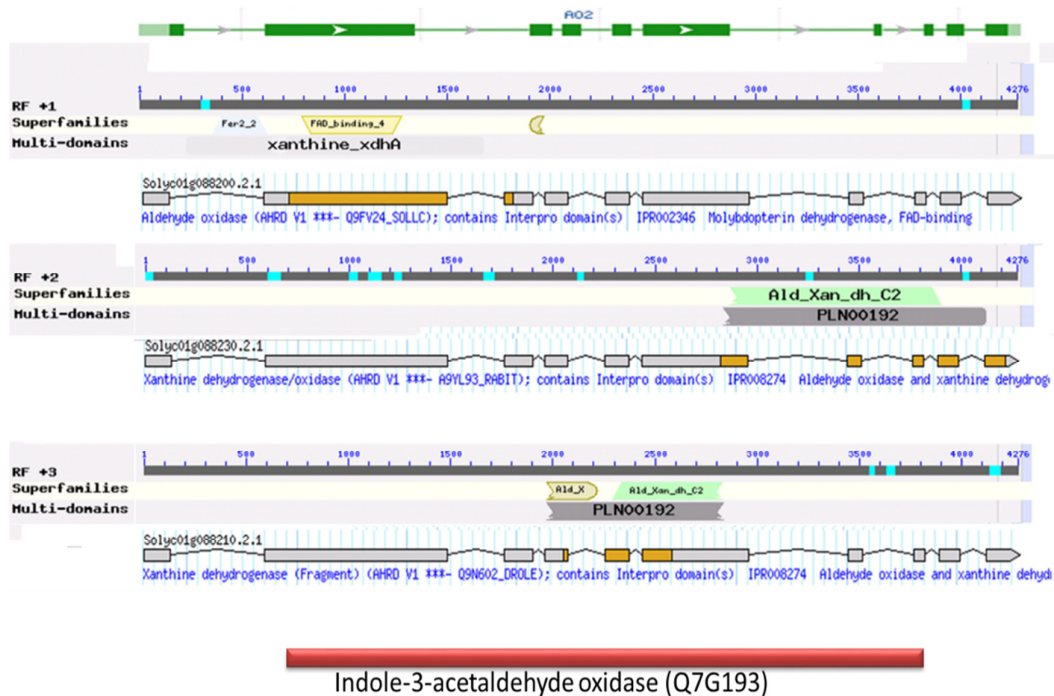 AO2
RF +1
1 500 1000 1500 2000 2500 3000 3500 4000 4276
Superfamilies Fer2_2 FAD_binding_4
Multi-domains xanthine_xdhA
Solyc01g088200.2.1
Aldehyde oxidase (AHRD V1 ***- Q9FV24_SOLLC); contains Interpro domain(s) IPR002346 Molybdopterin dehydrogenase, FAD-binding
RF +2
1 500 1000 1500 2000 2500 3000 3500 4000 4276
Superfamilies Ald_Xan_dh_C2
Multi-domains PLN00192
Solyc01g088230.2.1
Xanthine dehydrogenase/oxidase (AHRD V1 ***- A9YL93_RABIT); contains Interpro domain(s) IPR008274 Aldehyde oxidase and xanthine dehydrog
RF +3
1 500 1000 1500 2000 2500 3000 3500 4000 4276
Superfamilies Ald_X Ald_Xan_dh_C2
Multi-domains PLN00192
Solyc01g088210.2.1
Xanthine dehydrogenase (Fragment) (AHRD V1 ***- Q9N602_DROLE); contains Interpro domain(s) IPR008274 Aldehyde oxidase and xanthine dehyd
Indole-3-acetaldehyde oxidase (Q7G193)